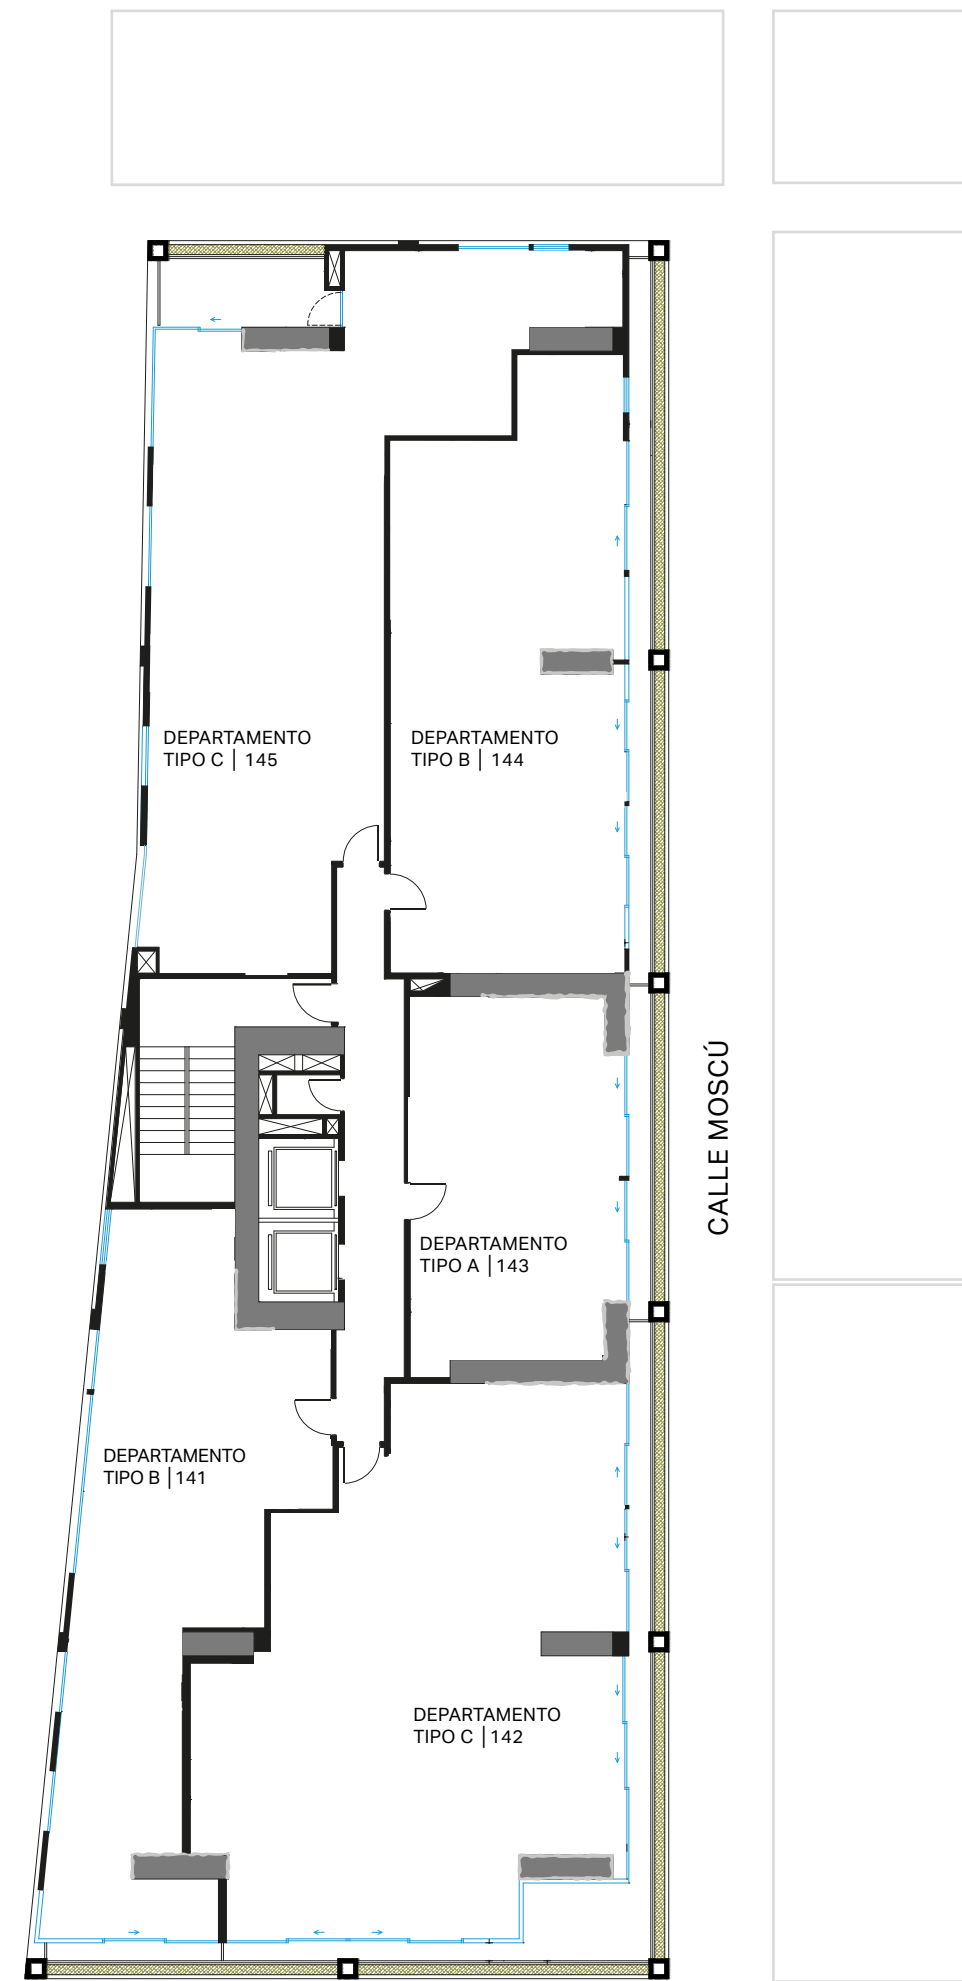 DEPARTAMENTO
TIPO C | 145
DEPARTAMENTO
TIPO B | 144
CALLE MOSCÚ
DEPARTAMENTO
TIPO A | 143
DEPARTAMENTO
TIPO B | 141
DEPARTAMENTO
TIPO C | 142